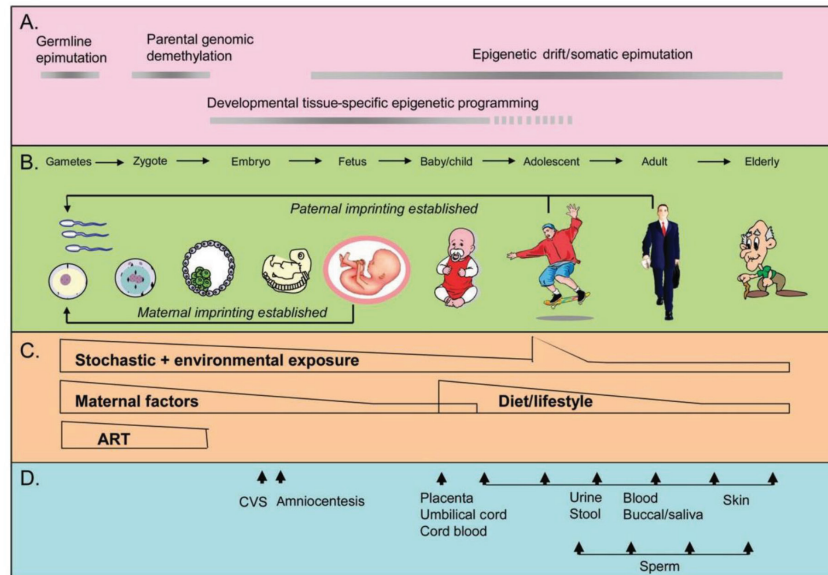 A.
Germline
epimutation
Parental genomic
demethylation
Epigenetic drift/somatic epimutation
Developmental tissue-specific epigenetic programming
B.
Gametes
Zygote
Embryo
Fetus
Baby/child
Adolescent
Adult
Elderly
Paternal imprinting established
Maternal imprinting established
C.
Stochastic + environmental exposure
Maternal factors
Diet/lifestyle
ART
D.
CVS
Amniocentesis
Placenta
Umbilical cord
Cord blood
Urine
Stool
Blood
Buccal/saliva
Skin
Sperm